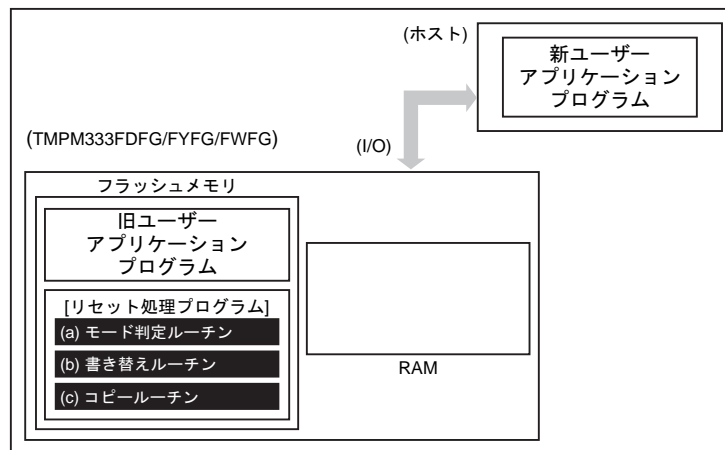 (ホスト)
新ユーザー
アプリケーション
プログラム
(TMPM333FDFG/FYFG/FWFG)
(I/O)
フラッシュメモリ
旧ユーザー
アプリケーション
プログラム
[リセット処理プログラム]
(a) モード判定ルーチン
(b) 書き替えルーチン
(c) コピールーチン
RAM